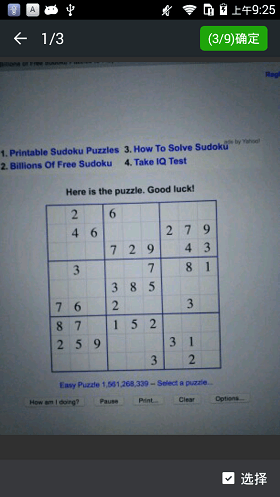 上午9:25
1/3
(3/9)确定
Billions of Free Sudoku
1. Printable Sudoku Puzzles 3. How To Solve Sudoku
2. Billions Of Free Sudoku 4. Take IQ Test
Here is the puzzle. Good luck!
2 6
4 6 2 7 9
7 2 9 4 3
3 7 8 1
3 8 5
7 6 2 3
8 7 1 5 2
2 5 9 3 1
3 2
Easy Puzzle 1,561,268,339 -- Select a puzzle...
How am I doing? Pause Print... Clear Options...
选择